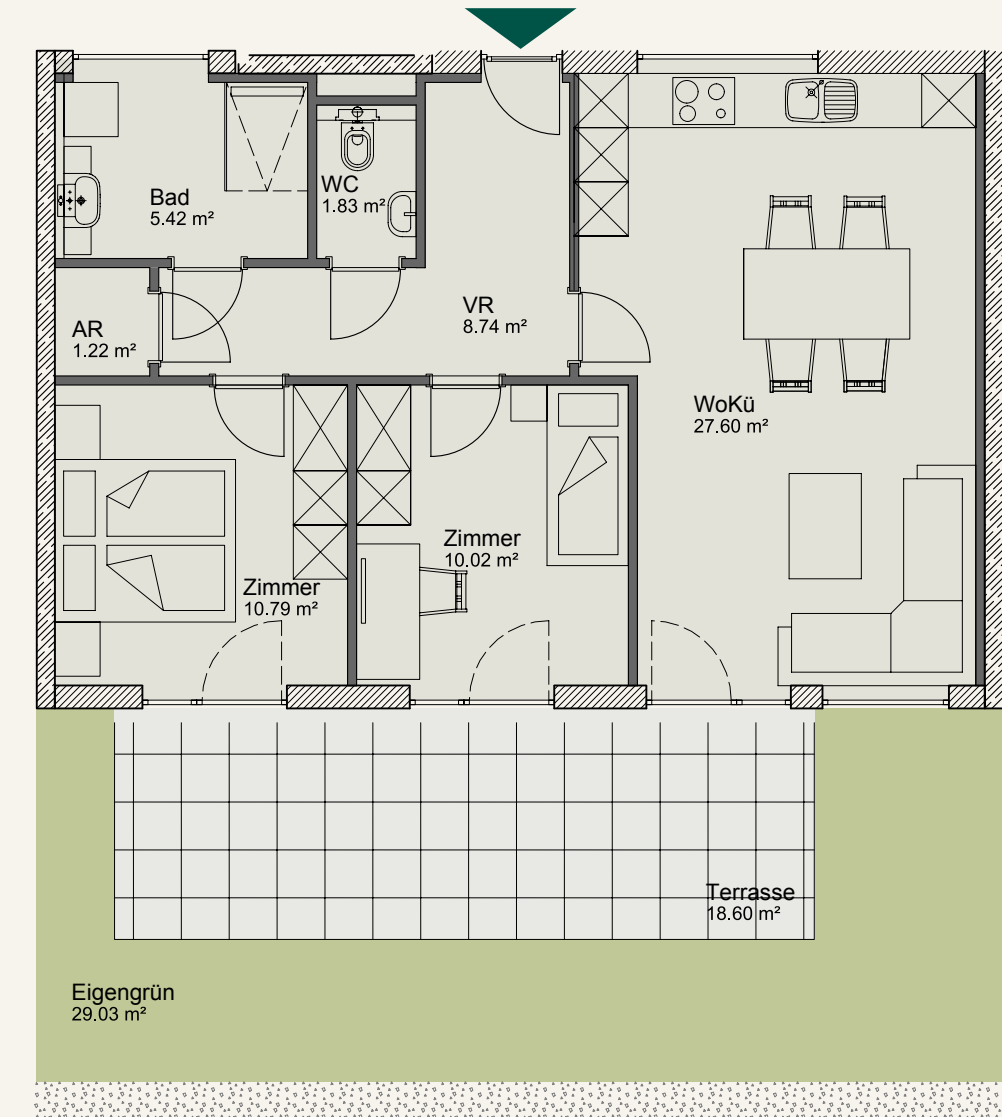 Bad
5.42 m²
WC
1.83 m²
AR
1.22 m²
VR
8.74 m²
WoKü
27.60 m²
Zimmer
10.79 m²
Zimmer
10.02 m²
Terrasse
18.60 m²
Eigengrün
29.03 m²